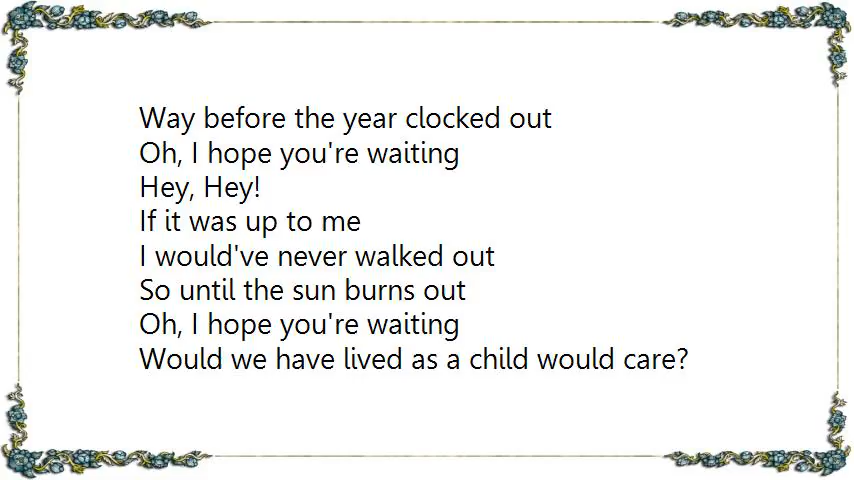 Way before the year clocked out
Oh, I hope you're waiting
Hey, Hey!
If it was up to me
I would've never walked out
So until the sun burns out
Oh, I hope you're waiting
Would we have lived as a child would care?